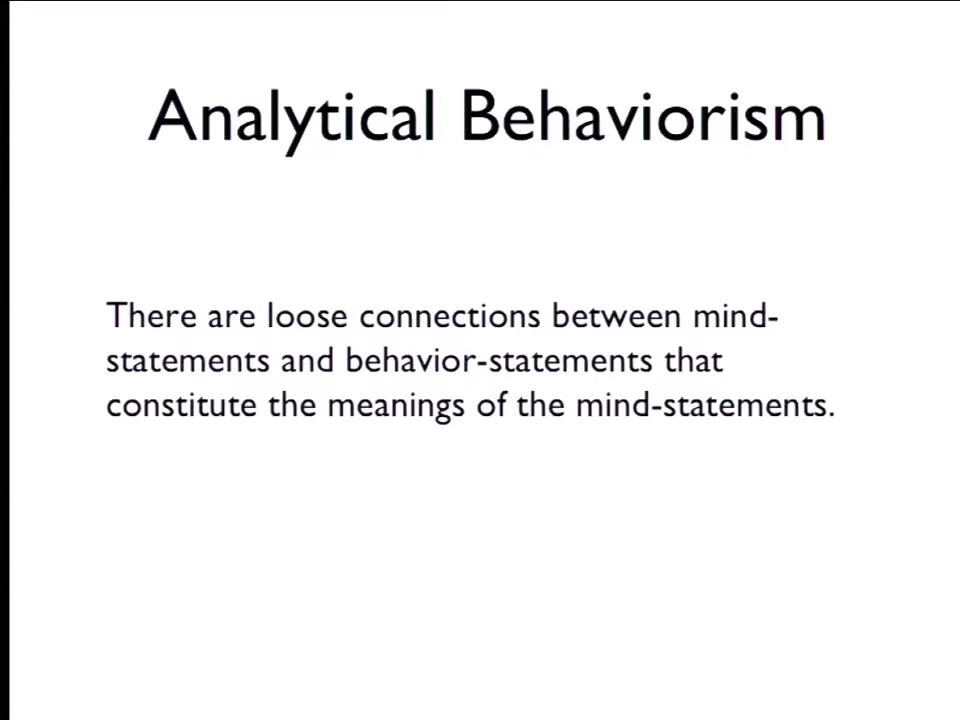 Analytical Behaviorism
There are loose connections between mind-
statements and behavior-statements that
constitute the meanings of the mind-statements.